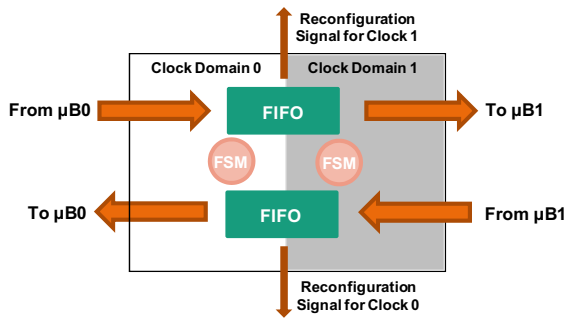 Reconfiguration
Signal for Clock 1
Clock Domain 0
Clock Domain 1
From µB0
FIFO
To µB1
FSM
FSM
To µB0
FIFO
From µB1
Reconfiguration
Signal for Clock 0